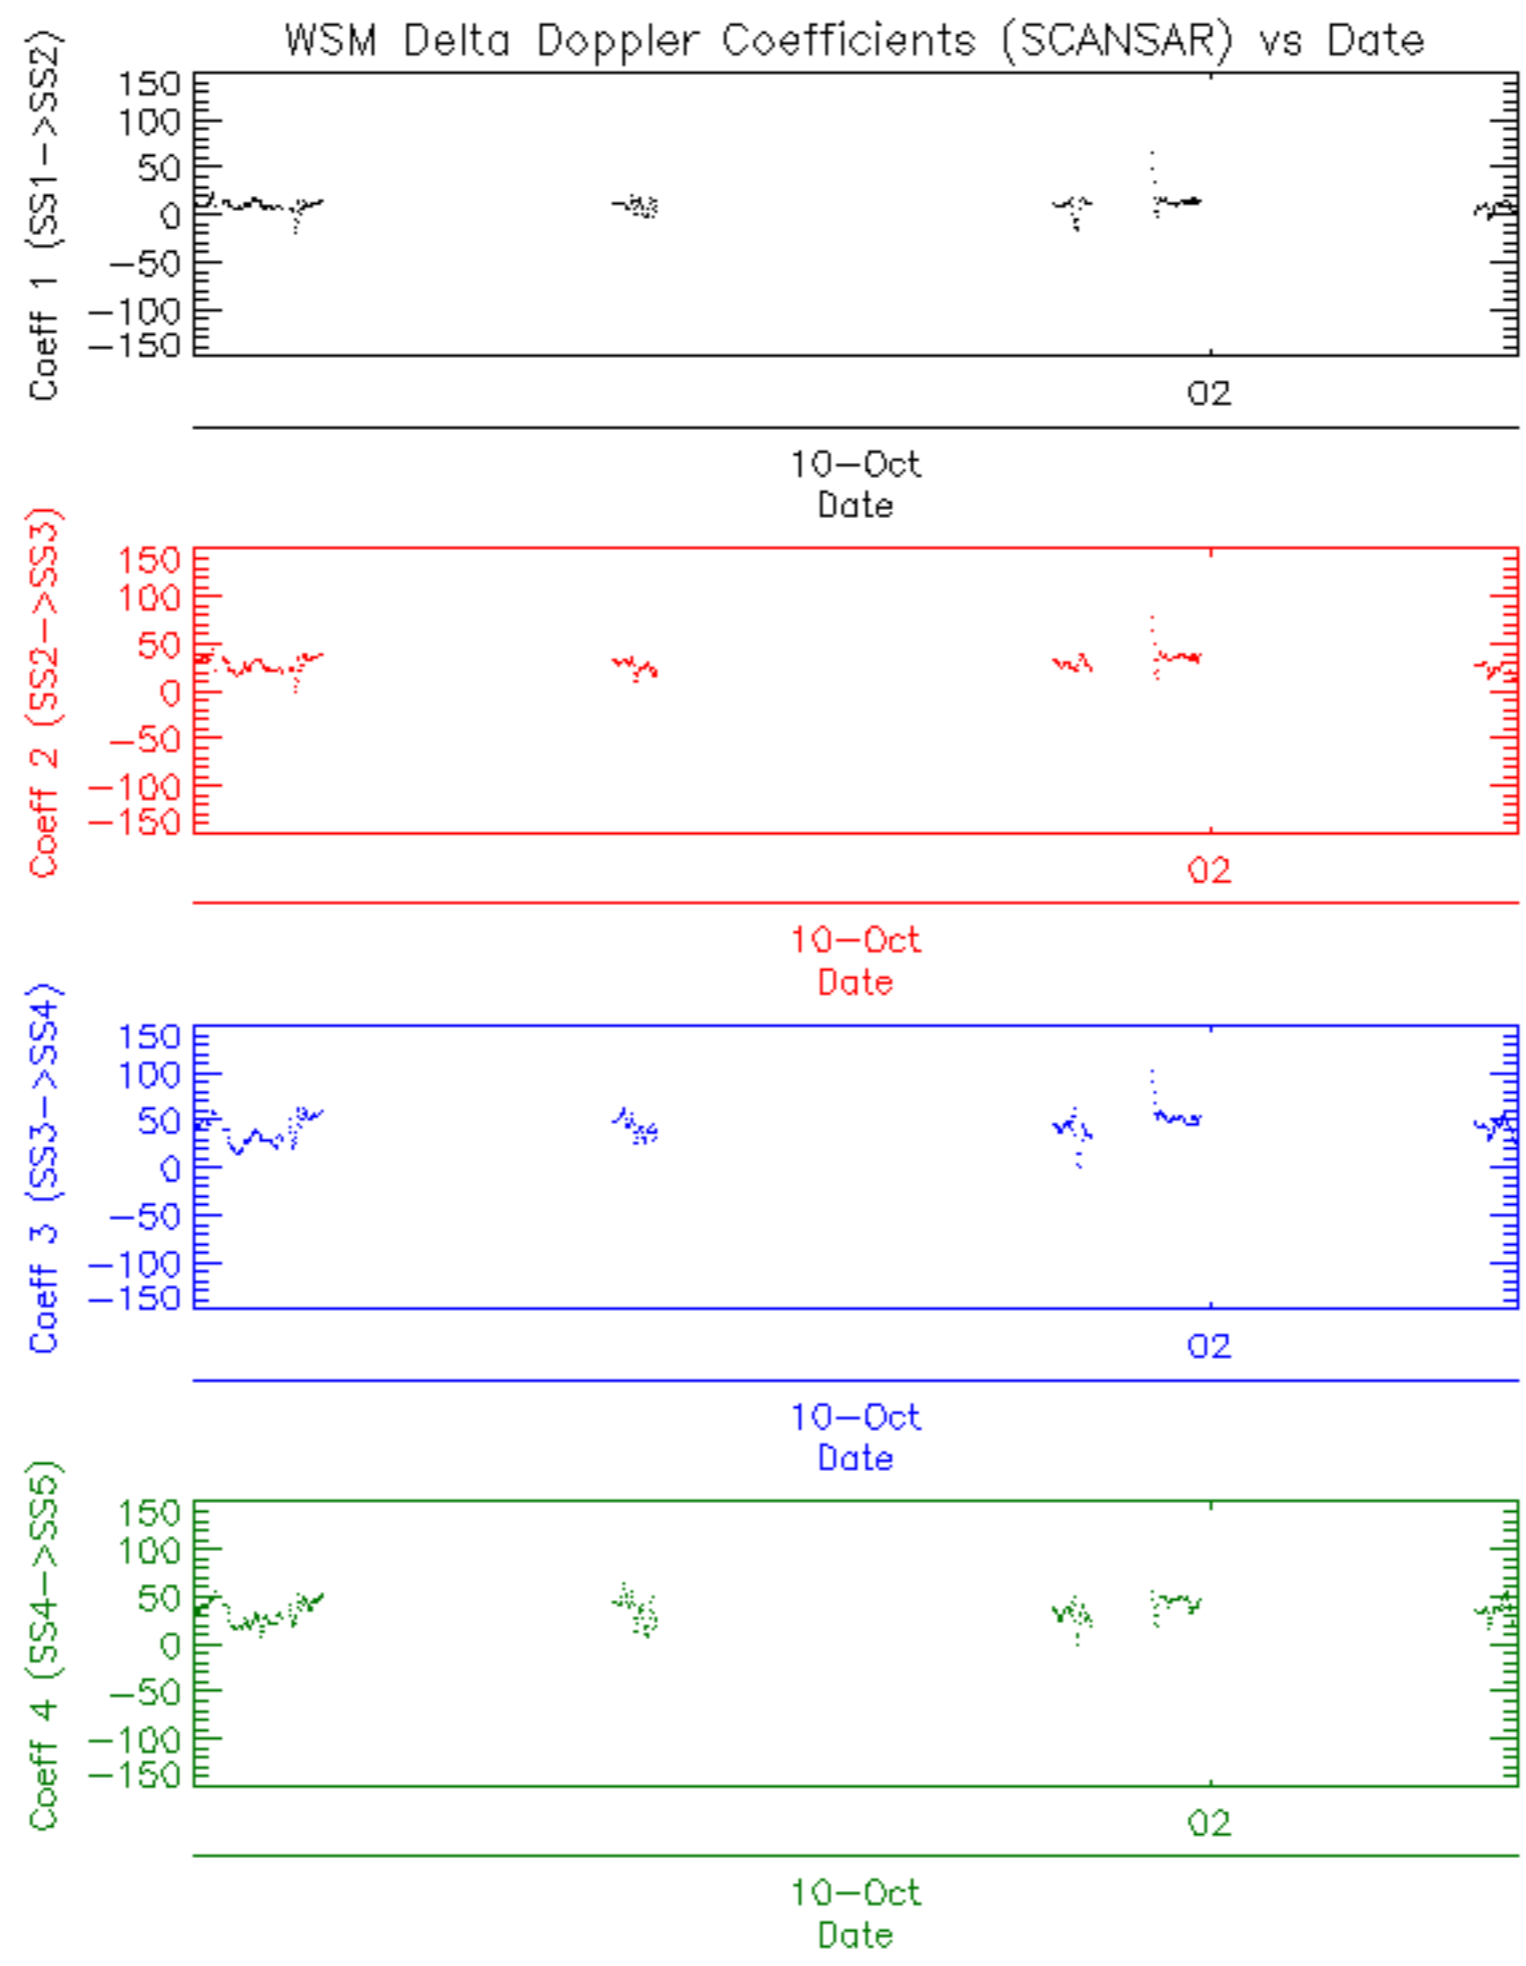 WSM Delta Doppler Coefficients (SCANSAR) vs Date
Coeff 1 (SS1->SS2)
150
100
50
0
-50
-100
-150
02
10-Oct
Date
Coeff 2 (SS2->SS3)
150
100
50
0
-50
-100
-150
02
10-Oct
Date
Coeff 3 (SS3->SS4)
150
100
50
0
-50
-100
-150
02
10-Oct
Date
Coeff 4 (SS4->SS5)
150
100
50
0
-50
-100
-150
02
10-Oct
Date